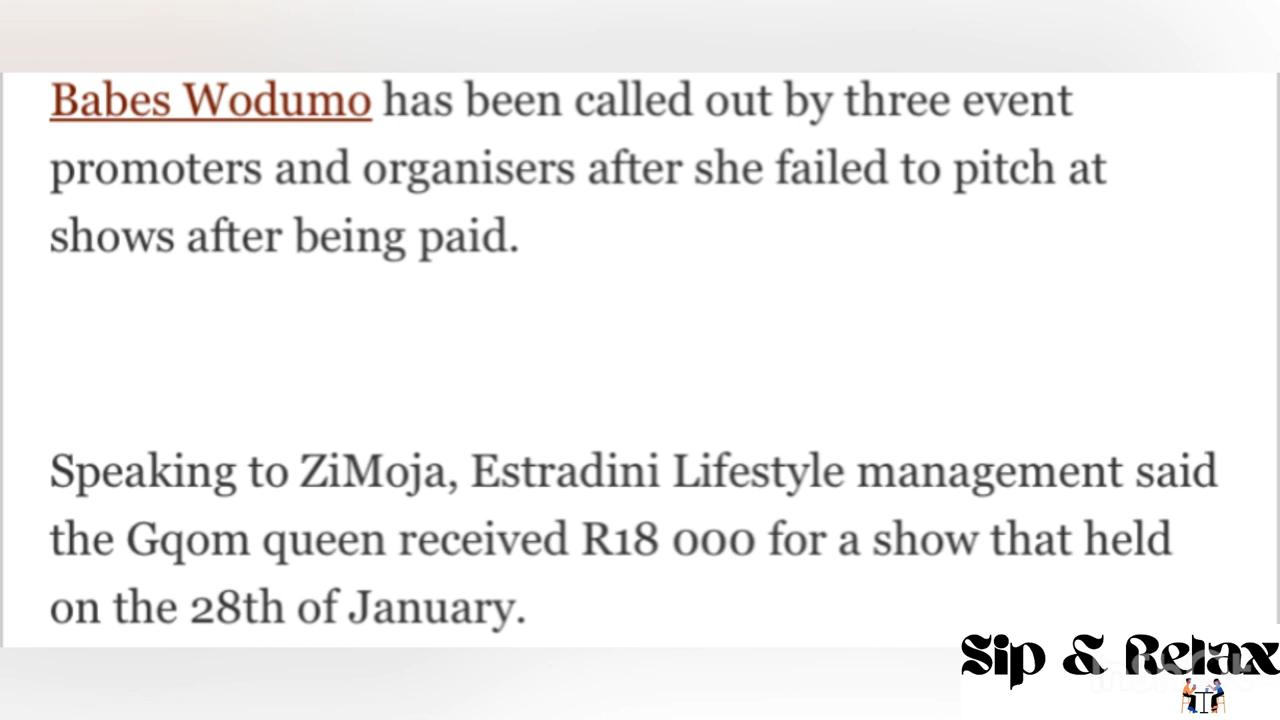 Babes Wodumo has been called out by three event
promoters and organisers after she failed to pitch at
shows after being paid.
Speaking to ZiMoja, Estradini Lifestyle management said
the Gqom queen received R18 000 for a show that held
on the 28th of January.
Sip & Relax